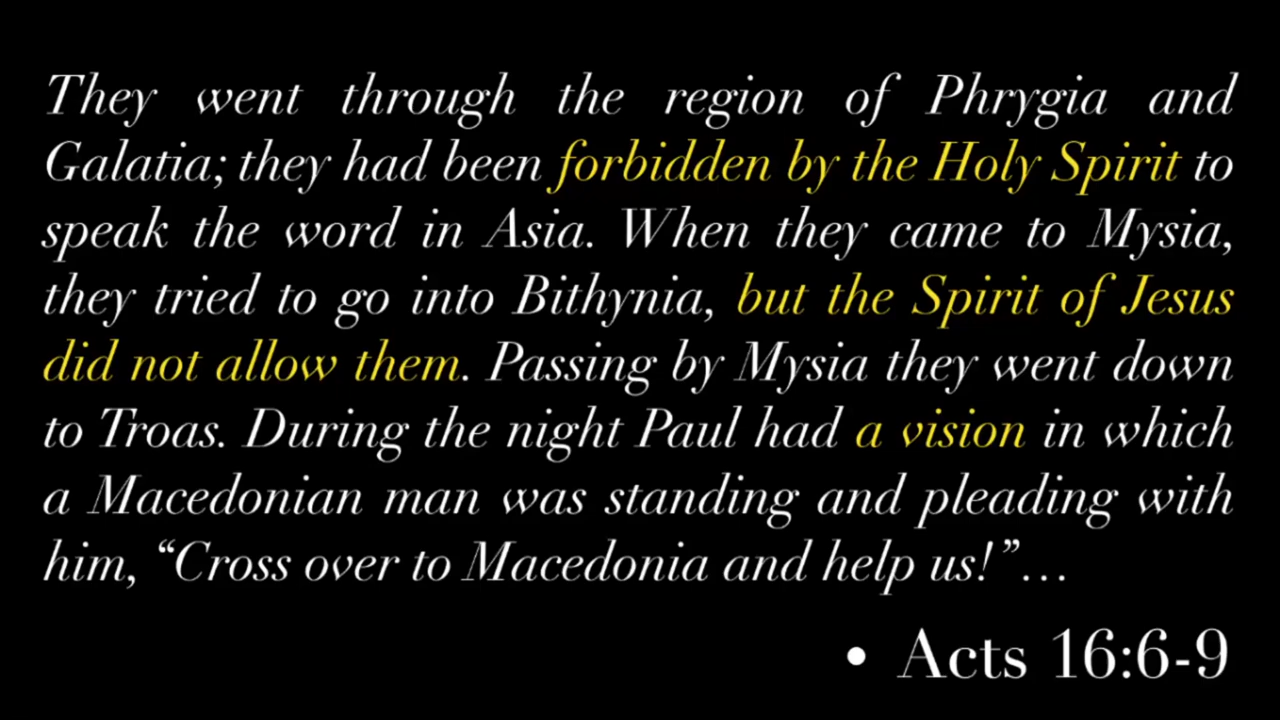 They went through the region of Phrygia and
Galatia; they had been forbidden by the Holy Spirit to
speak the word in Asia. When they came to Mysia,
they tried to go into Bithynia, but the Spirit of Jesus
did not allow them. Passing by Mysia they went down
to Troas. During the night Paul had a vision in which
a Macedonian man was standing and pleading with
him, “Cross over to Macedonia and help us!”…
• Acts 16:6-9